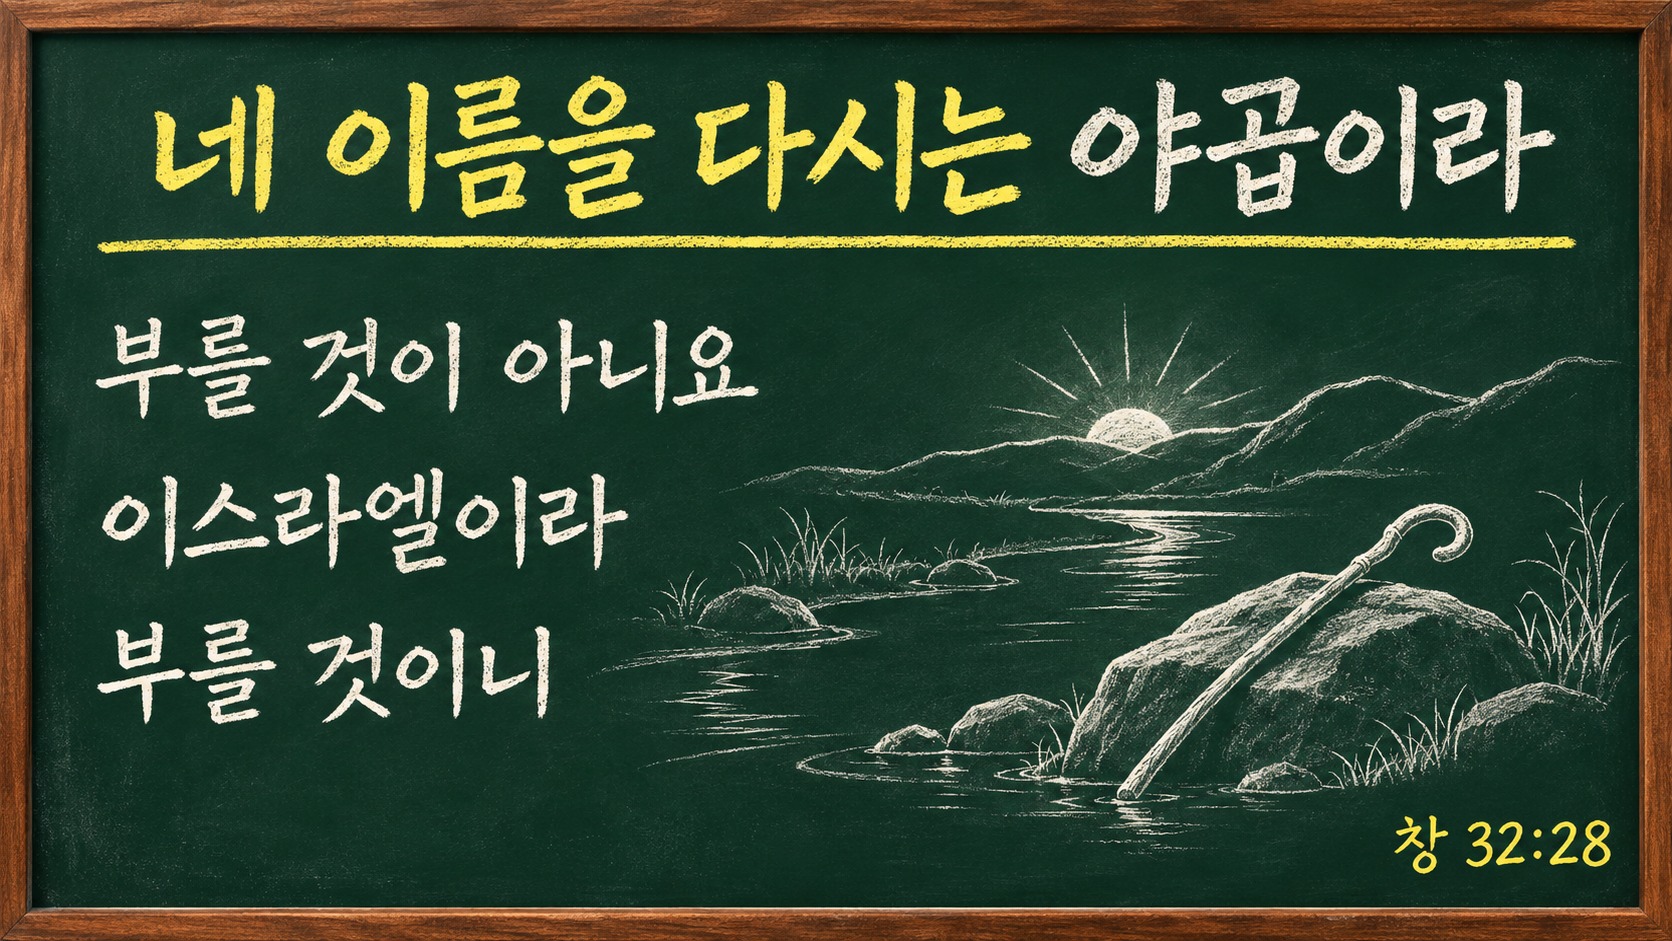 네 이름을 다시는 야곱이라
부를 것이 아니요
이스라엘이라
부를 것이니
창 32:28